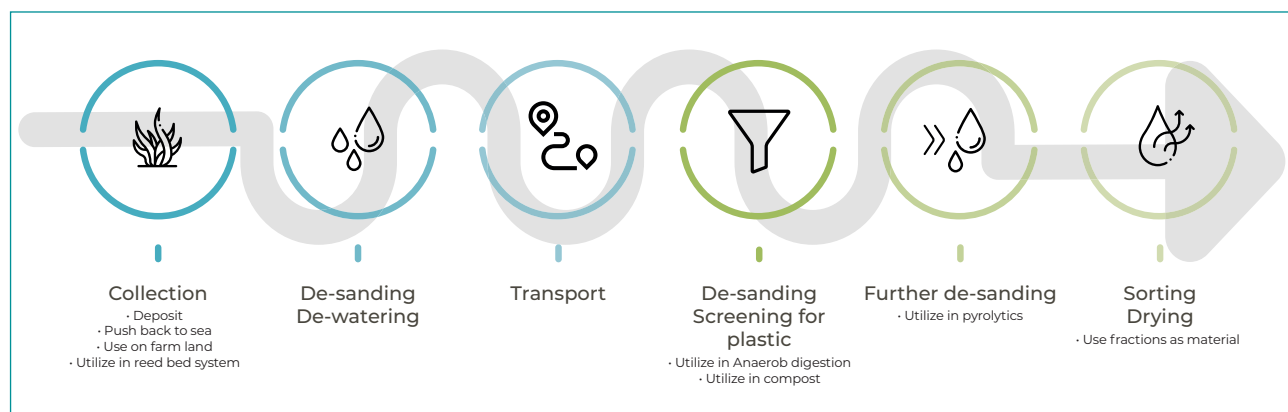 Collection
• Deposit
• Push back to sea
• Use on farm land
• Utilize in reed bed system
De-sanding
De-watering
Transport
De-sanding
Screening for
plastic
• Utilize in Anaerob digestion
• Utilize in compost
Further de-sanding
• Utilize in pyrolytics
Sorting
Drying
• Use fractions as material